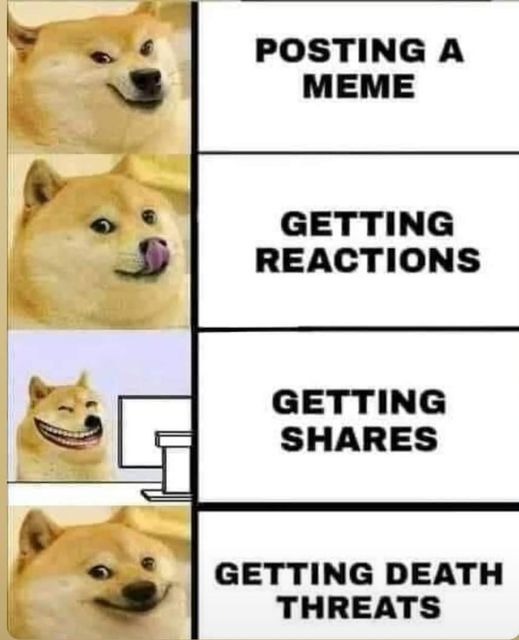 POSTING A
MEME
GETTING
REACTIONS
GETTING
SHARES
GETTING DEATH
THREATS